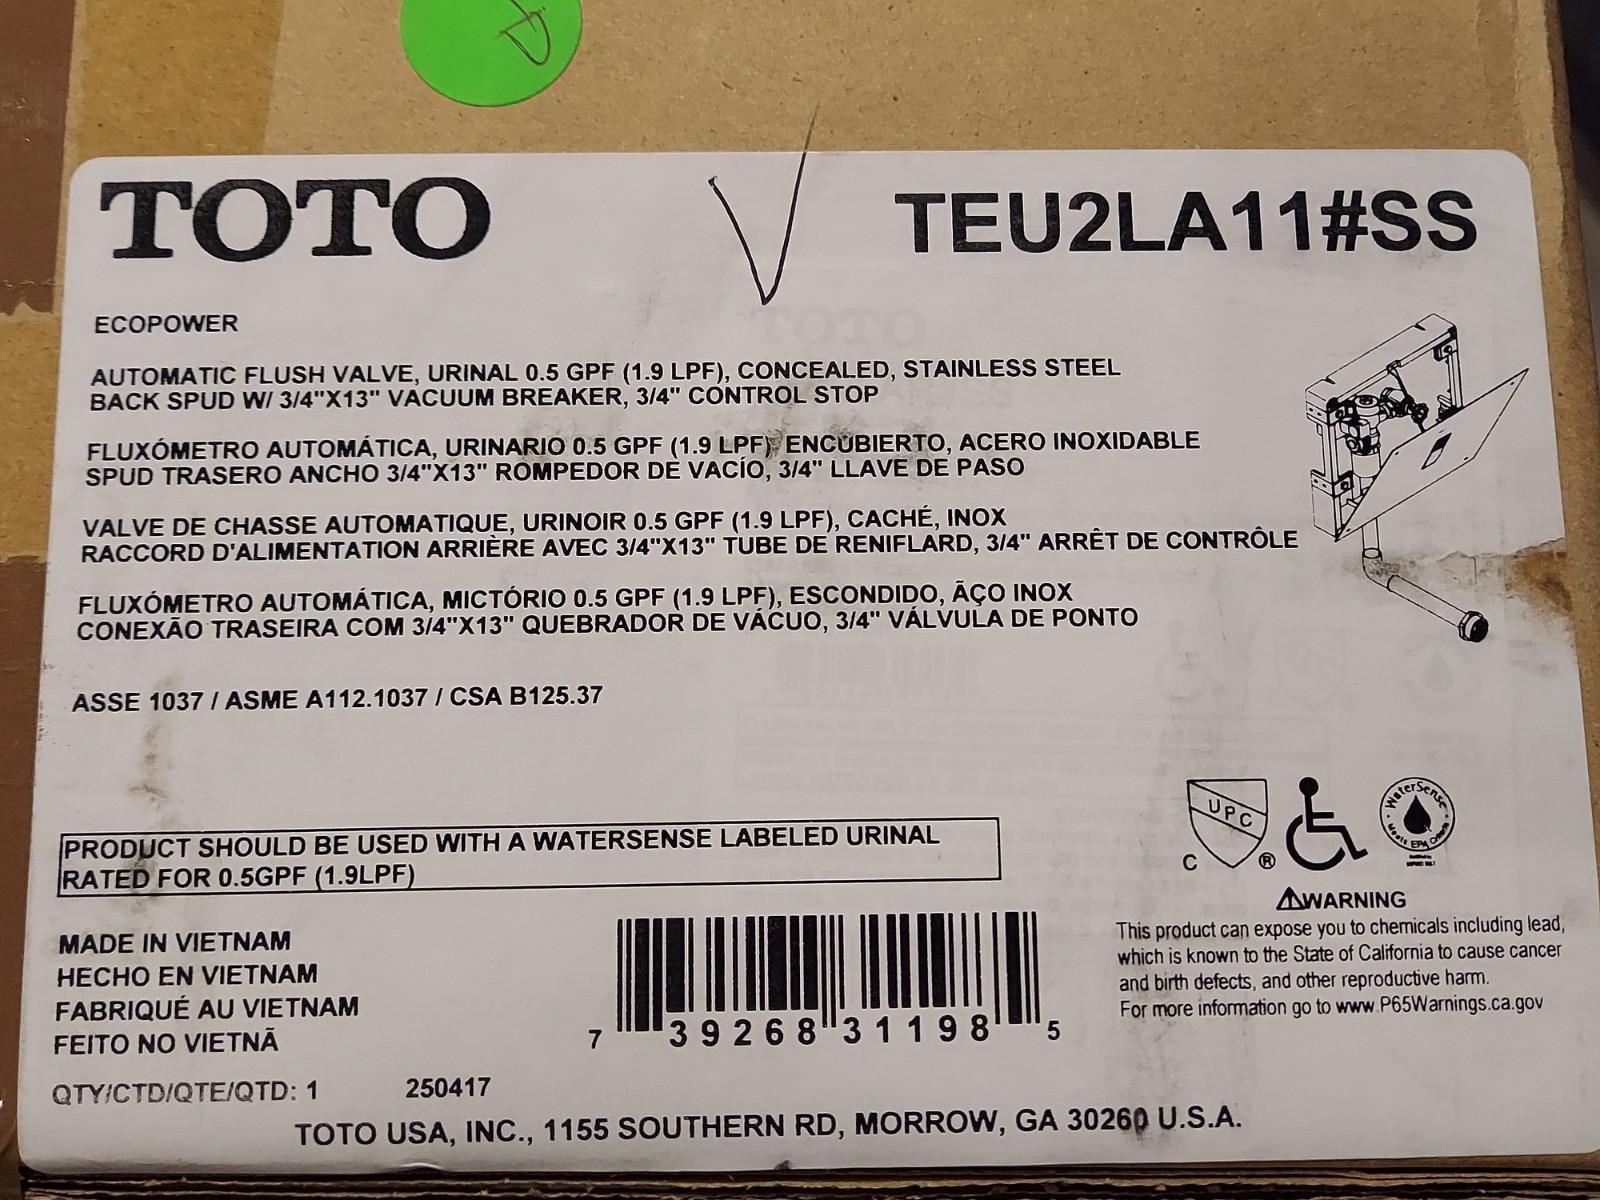 TOTO
TEU2LA11#SS
ECOPOWER
AUTOMATIC FLUSH VALVE, URINAL 0.5 GPF (1.9 LPF), CONCEALED, STAINLESS STEEL
BACK SPUD W/ 3/4"X13" VACUUM BREAKER, 3/4" CONTROL STOP
FLUXÓMETRO AUTOMÁTICA, URINARIO 0.5 GPF (1.9 LPF) ENCUBIERTO, ACERO INOXIDABLE
SPUD TRASERO ANCHO 3/4"X13" ROMPEDOR DE VACÍO, 3/4" LLAVE DE PASO
VALVE DE CHASSE AUTOMATIQUE, URINOIR 0.5 GPF (1.9 LPF), CACHÉ, INOX
RACCORD D'ALIMENTATION ARRIÈRE AVEC 3/4"X13" TUBE DE RENIFLARD, 3/4" ARRÊT DE CONTRÔLE
FLUXÓMETRO AUTOMÁTICA, MICTÓRIO 0.5 GPF (1.9 LPF), ESCONDIDO, ÃÇO INOX
CONEXÃO TRASEIRA COM 3/4"X13" QUEBRADOR DE VÁCUO, 3/4" VÁLVULA DE PONTO
ASSE 1037 / ASME A112.1037 / CSA B125.37
PRODUCT SHOULD BE USED WITH A WATERSENSE LABELED URINAL
RATED FOR 0.5GPF (1.9LPF)
UPC
C ®
WaterSense
Meets EPA Criteria
MADE IN VIETNAM
HECHO EN VIETNAM
FABRIQUÉ AU VIETNAM
FEITO NO VIETNÃ
7 39268 31198 5
WARNING
This product can expose you to chemicals including lead,
which is known to the State of California to cause cancer
and birth defects, and other reproductive harm.
For more information go to www.P65Warnings.ca.gov
QTY/CTD/QTE/QTD: 1
250417
TOTO USA, INC., 1155 SOUTHERN RD, MORROW, GA 30260 U.S.A.